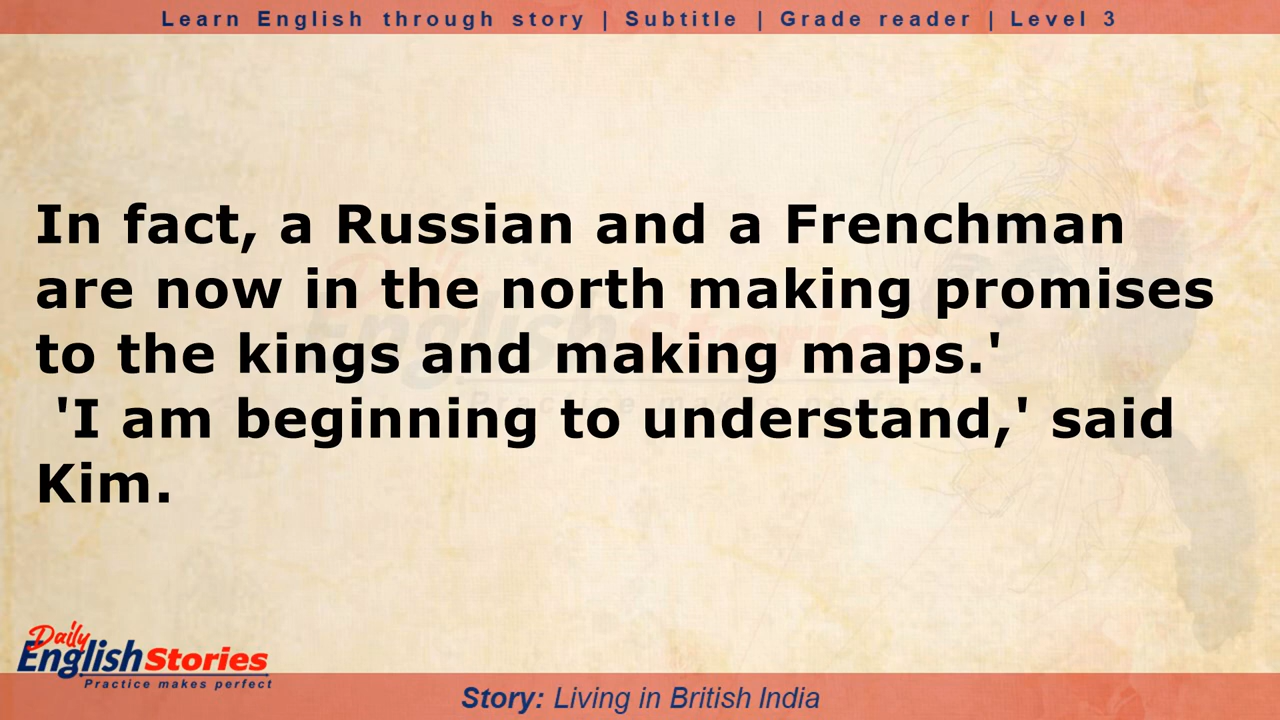 Learn English through story | Subtitle | Grade reader | Level 3
In fact, a Russian and a Frenchman
are now in the north making promises
to the kings and making maps.'
'I am beginning to understand,' said
Kim.
Daily
English Stories
Practice makes perfect
Story: Living in British India